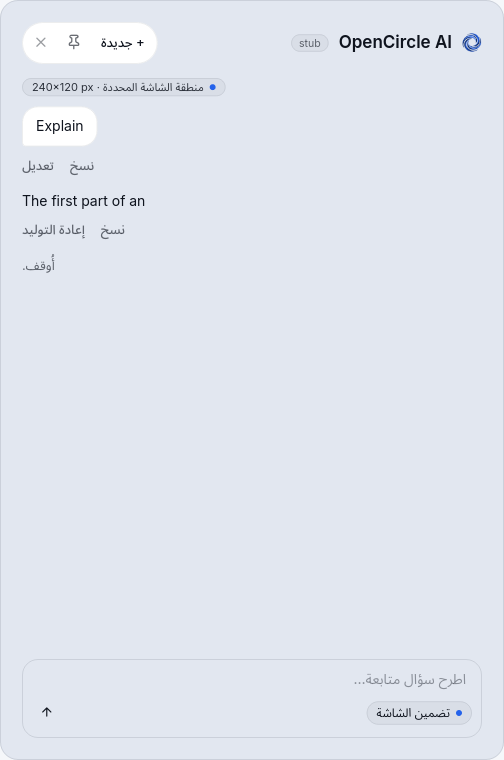 OpenCircle AI
stub
+ جديدة
منطقة الشاشة المحددة · 240×120 px
Explain
نسخ تعديل
The first part of an
نسخ إعادة التوليد
أُوقف.
اطرح سؤال متابعة...
تضمين الشاشة